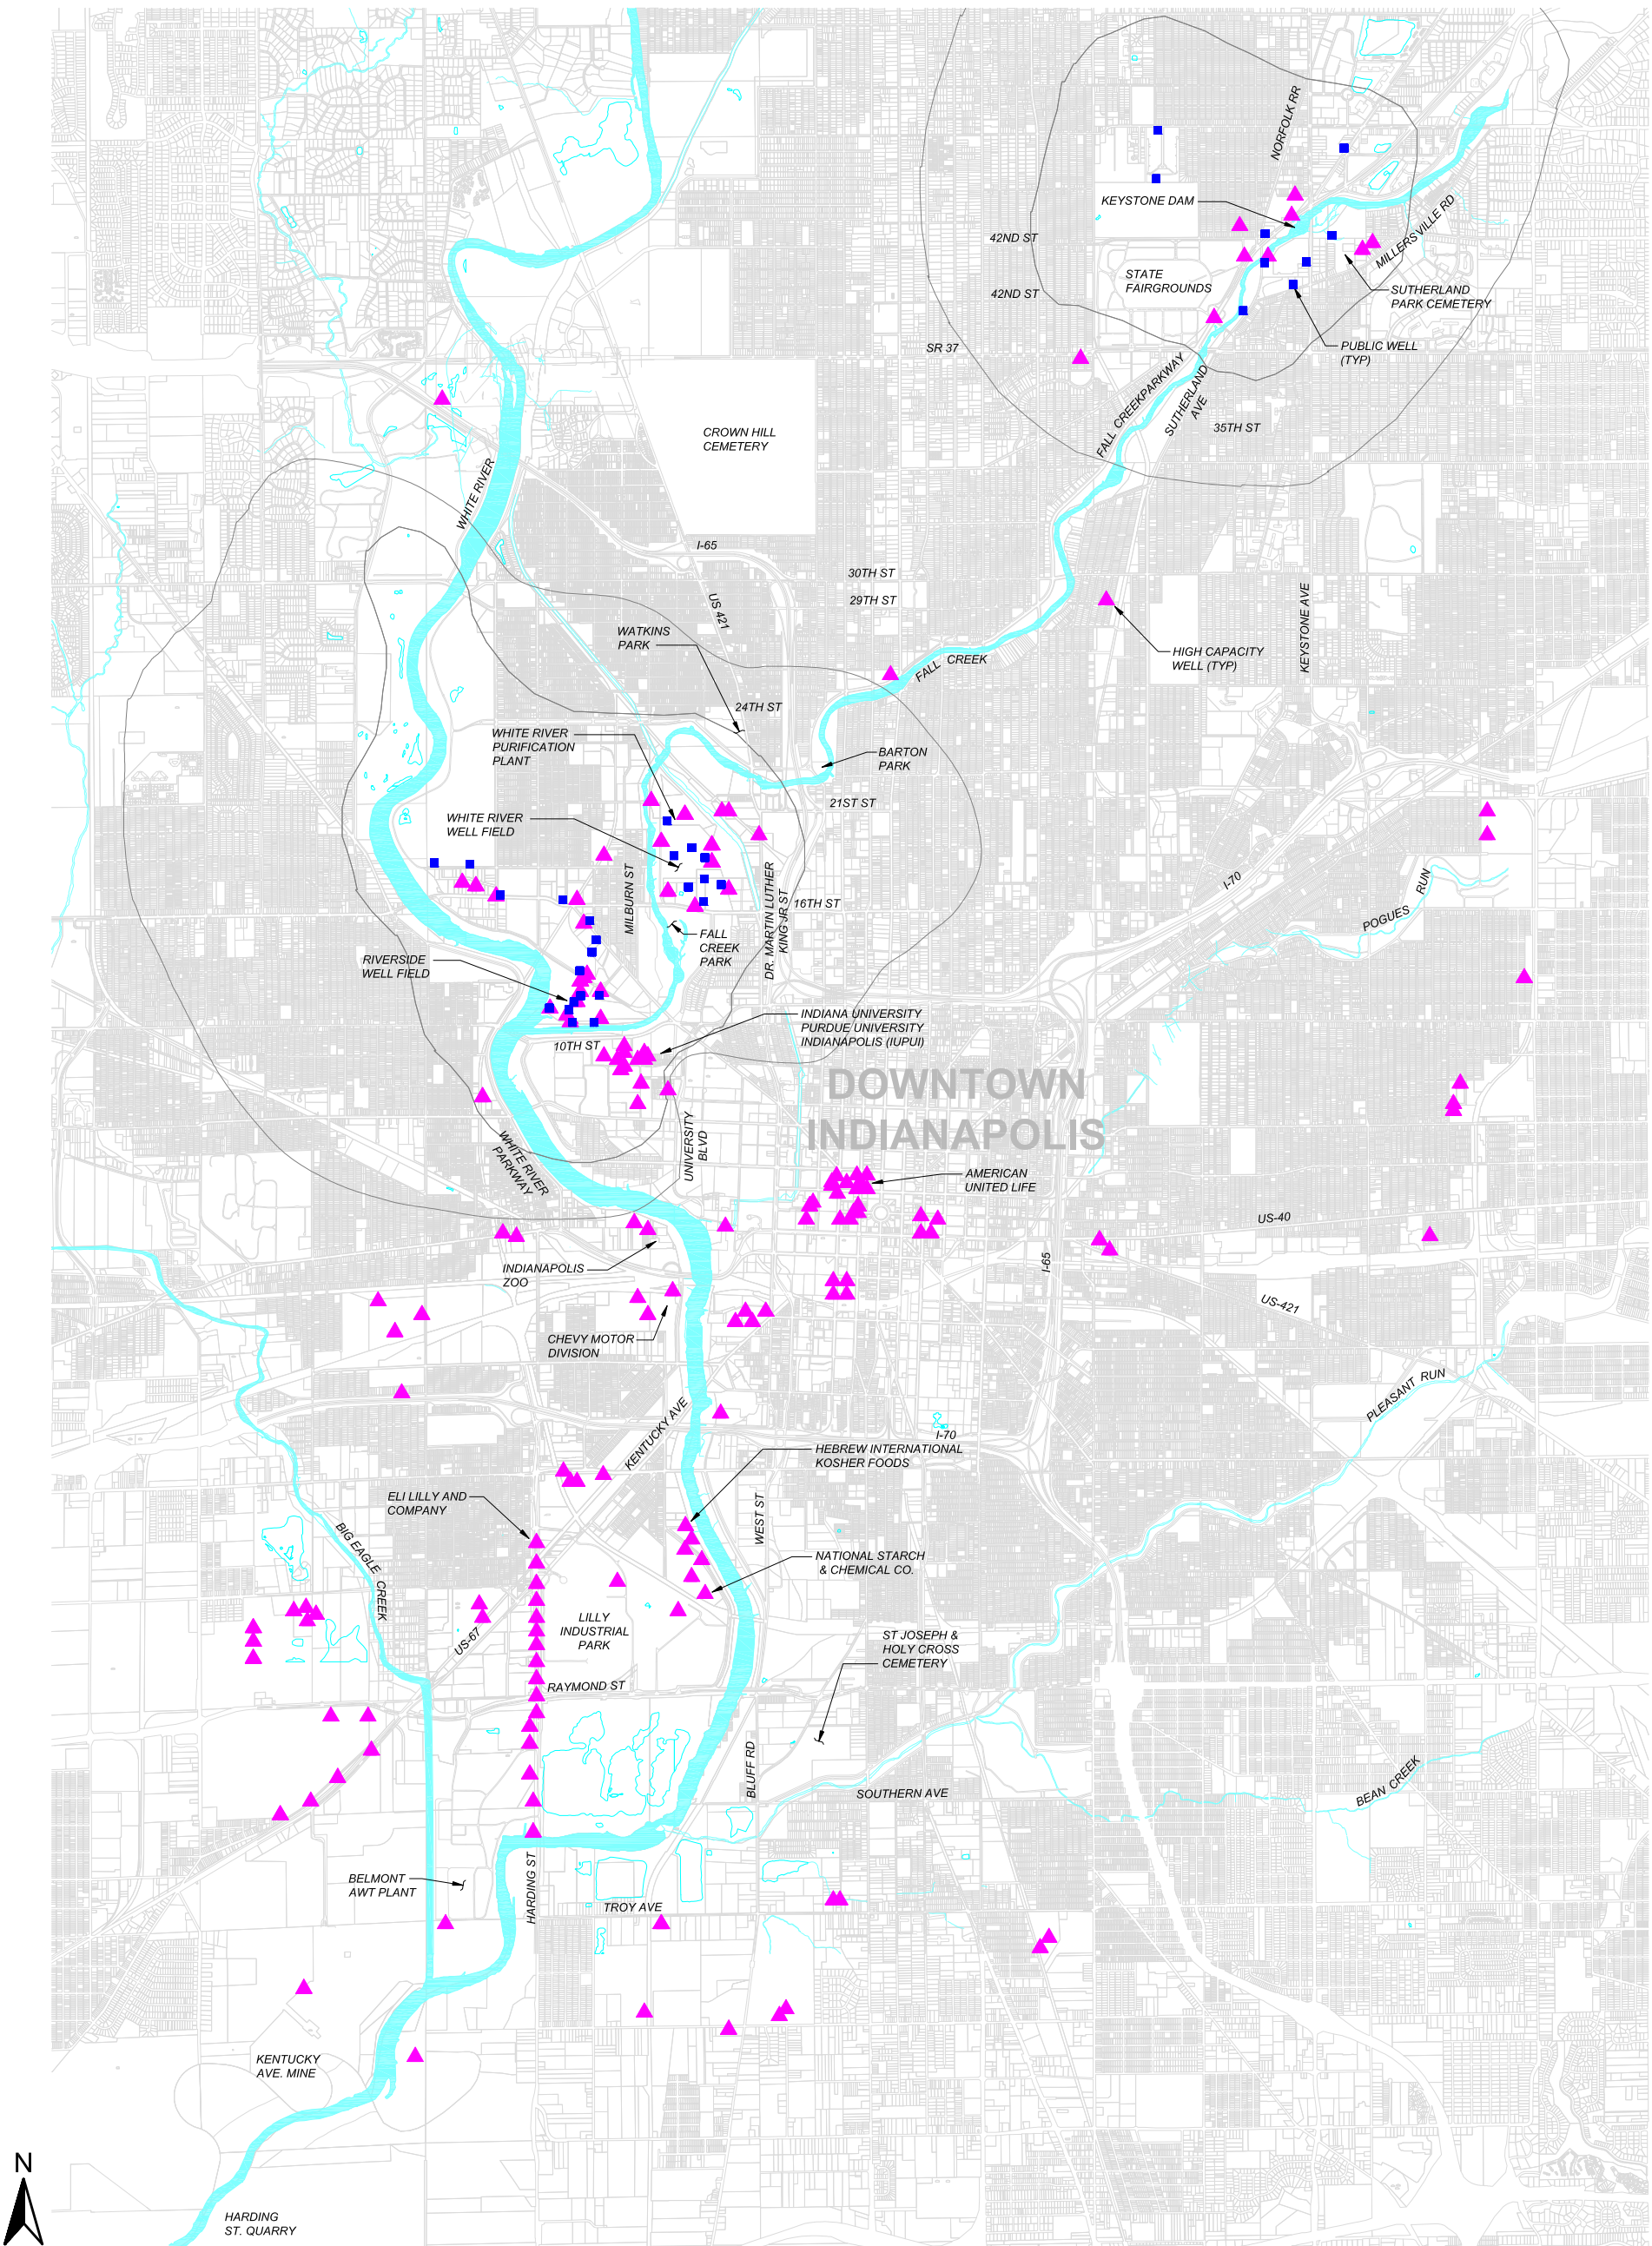 NORFOLK RR
KEYSTONE DAM
42ND ST
MILLERSVILLE RD
STATE
FAIRGROUNDS
42ND ST
SUTHERLAND
PARK CEMETERY
SR 37
PUBLIC WELL
(TYP)
FALL CREEKPARKWAY
SUTHERLAND
AVE
35TH ST
CROWN HILL
CEMETERY
WHITE RIVER
I-65
30TH ST
29TH ST
US 421
KEYSTONE AVE
WATKINS
PARK
HIGH CAPACITY
WELL (TYP)
FALL CREEK
24TH ST
WHITE RIVER
PURIFICATION
PLANT
BARTON
PARK
21ST ST
WHITE RIVER
WELL FIELD
MILBURN ST
DR. MARTIN LUTHER
KING JR ST
I-70
RUN
16TH ST
POGUES
FALL
CREEK
PARK
RIVERSIDE
WELL FIELD
INDIANA UNIVERSITY
PURDUE UNIVERSITY
INDIANAPOLIS (IUPUI)
10TH ST
DOWNTOWN
INDIANAPOLIS
UNIVERSITY
BLVD
WHITE RIVER
PARKWAY
AMERICAN
UNITED LIFE
US-40
I-65
INDIANAPOLIS
ZOO
US-421
CHEVY MOTOR
DIVISION
PLEASANT RUN
KENTUCKY AVE
I-70
HEBREW INTERNATIONAL
KOSHER FOODS
ELI LILLY AND
COMPANY
WEST ST
BIG EAGLE
CREEK
NATIONAL STARCH
& CHEMICAL CO.
LILLY
INDUSTRIAL
PARK
US-67
ST JOSEPH &
HOLY CROSS
CEMETERY
RAYMOND ST
BLUFF RD
SOUTHERN AVE
BEAN CREEK
BELMONT
AWT PLANT
HARDING ST
TROY AVE
KENTUCKY
AVE. MINE
N
HARDING
ST. QUARRY